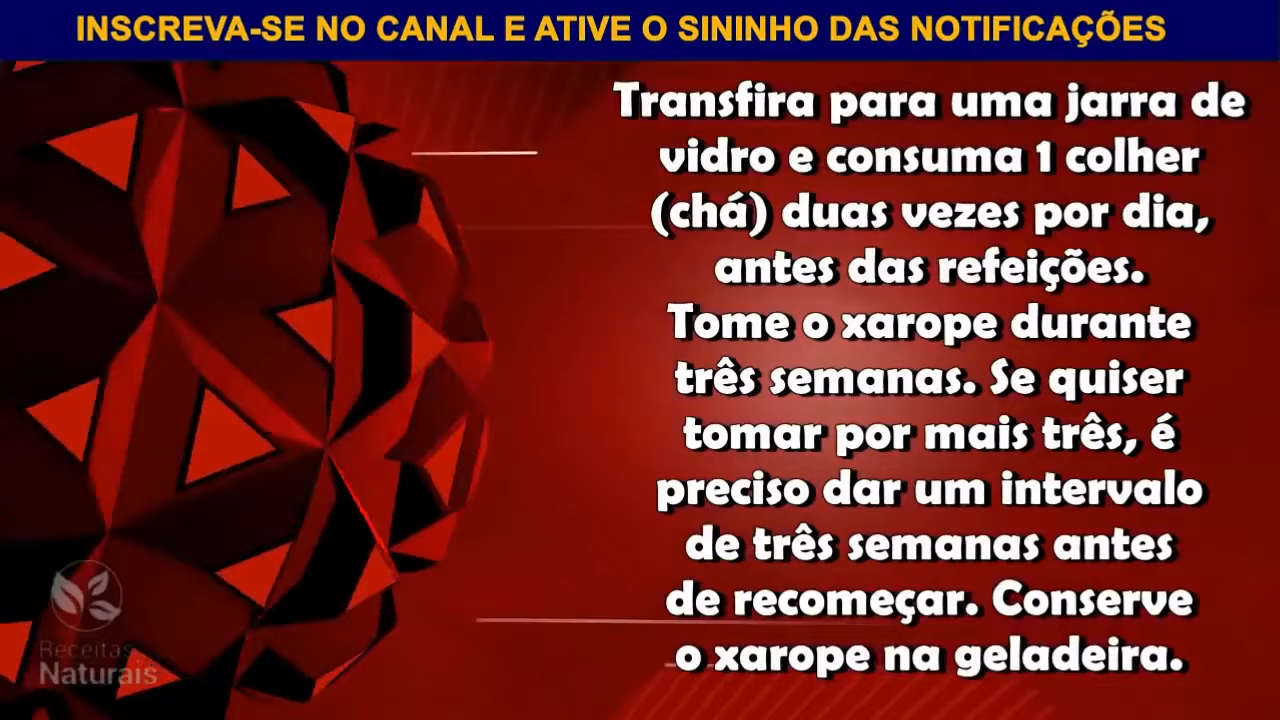 INSCREVA-SE NO CANAL E ATIVE O SININHO DAS NOTIFICAÇÕES
Transfira para uma jarra de
vidro e consuma 1 colher
(chá) duas vezes por dia,
antes das refeições.
Tome o xarope durante
três semanas. Se quiser
tomar por mais três, é
preciso dar um intervalo
de três semanas antes
de recomeçar. Conserve
o xarope na geladeira.
Receitas
Naturais